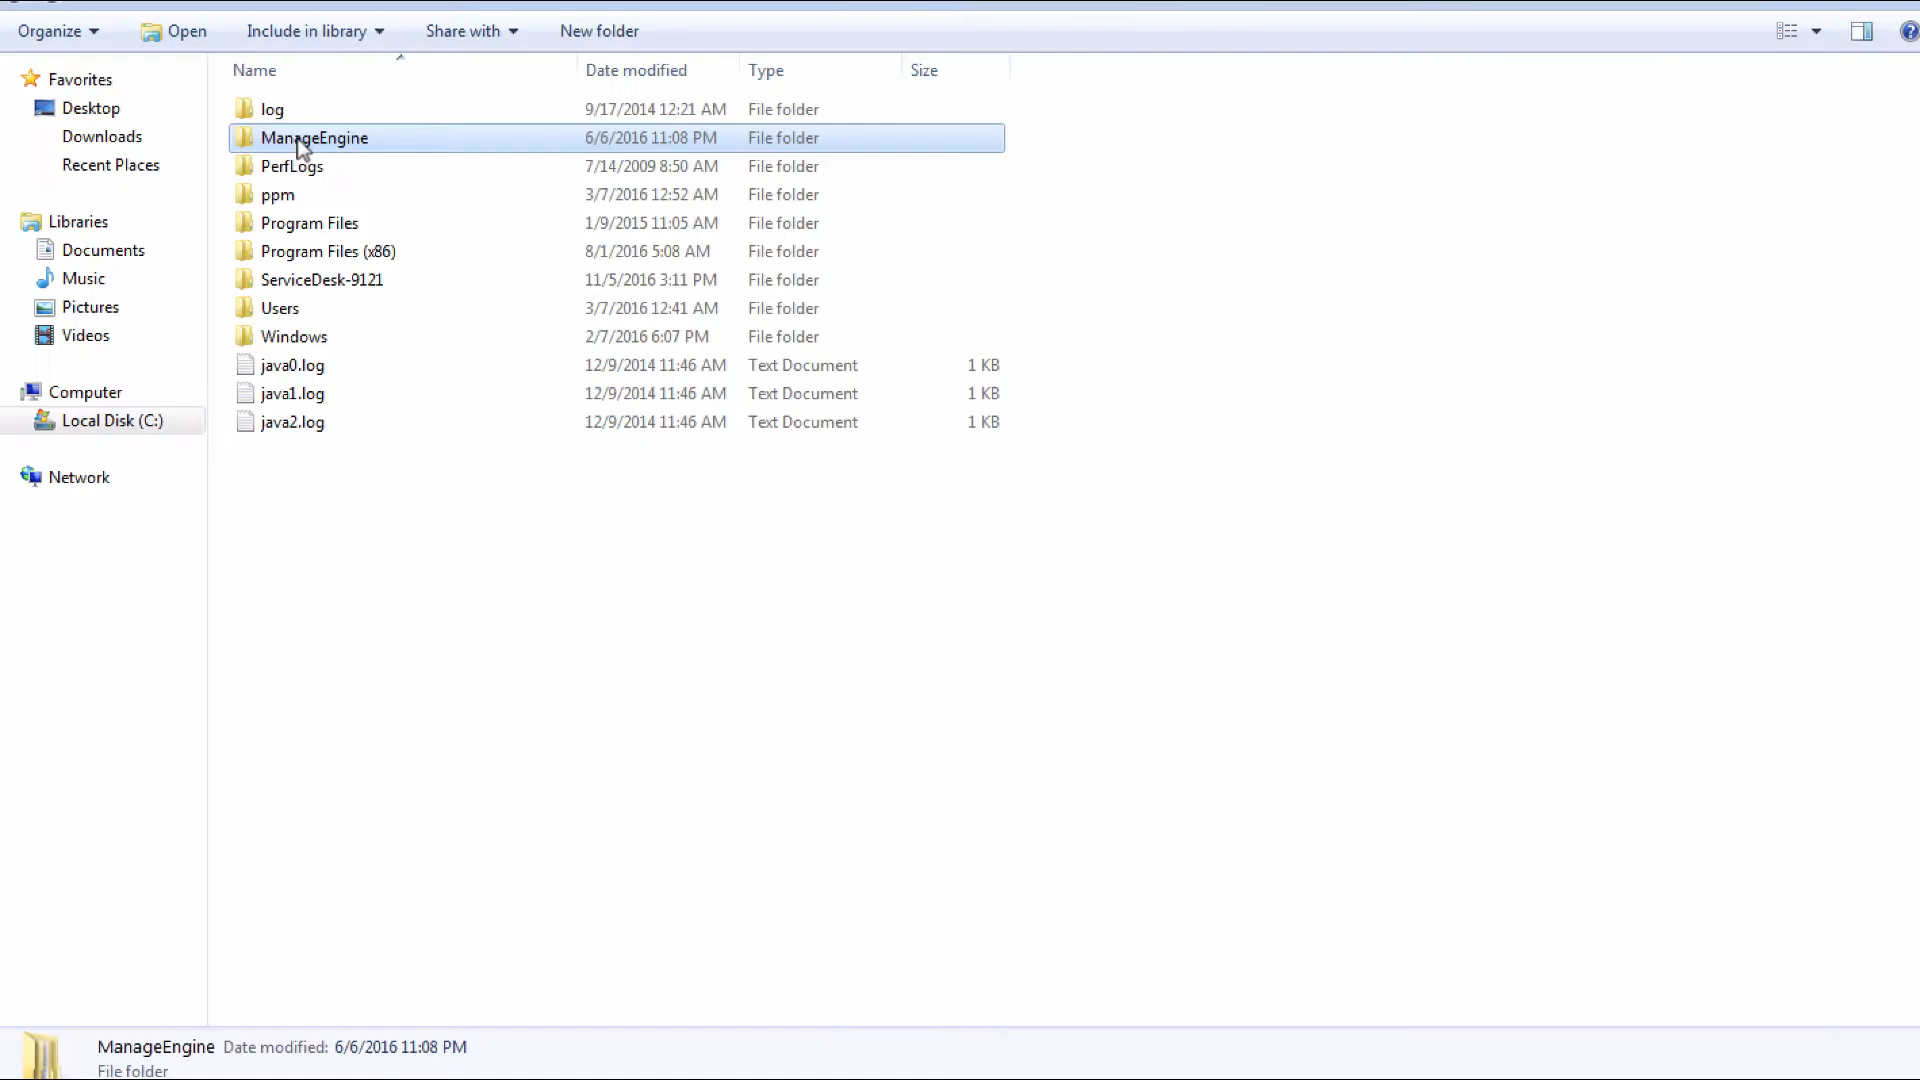 Organize Open Include in library Share with New folder
Name Date modified Type Size
Favorites
Desktop
Downloads
Recent Places
Libraries
Documents
Music
Pictures
Videos
Computer
Local Disk (C:)
Network
log 9/17/2014 12:21 AM File folder
ManageEngine 6/6/2016 11:08 PM File folder
PerfLogs 7/14/2009 8:50 AM File folder
ppm 3/7/2016 12:52 AM File folder
Program Files 1/9/2015 11:05 AM File folder
Program Files (x86) 8/1/2016 5:08 AM File folder
ServiceDesk-9121 11/5/2016 3:11 PM File folder
Users 3/7/2016 12:41 AM File folder
Windows 2/7/2016 6:07 PM File folder
java0.log 12/9/2014 11:46 AM Text Document 1 KB
java1.log 12/9/2014 11:46 AM Text Document 1 KB
java2.log 12/9/2014 11:46 AM Text Document 1 KB
ManageEngine Date modified: 6/6/2016 11:08 PM
File folder